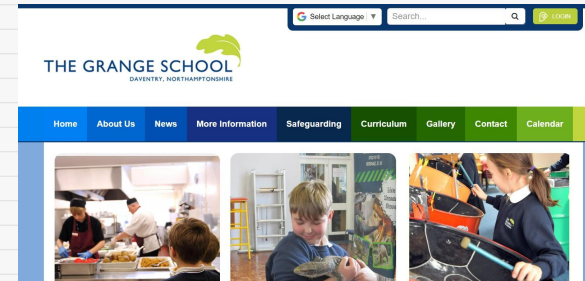 Select Language ▼ Search... LOGIN
THE GRANGE SCHOOL
DAVENTRY, NORTHAMPTONSHIRE
Home About Us News More Information Safeguarding Curriculum Gallery Contact Calendar